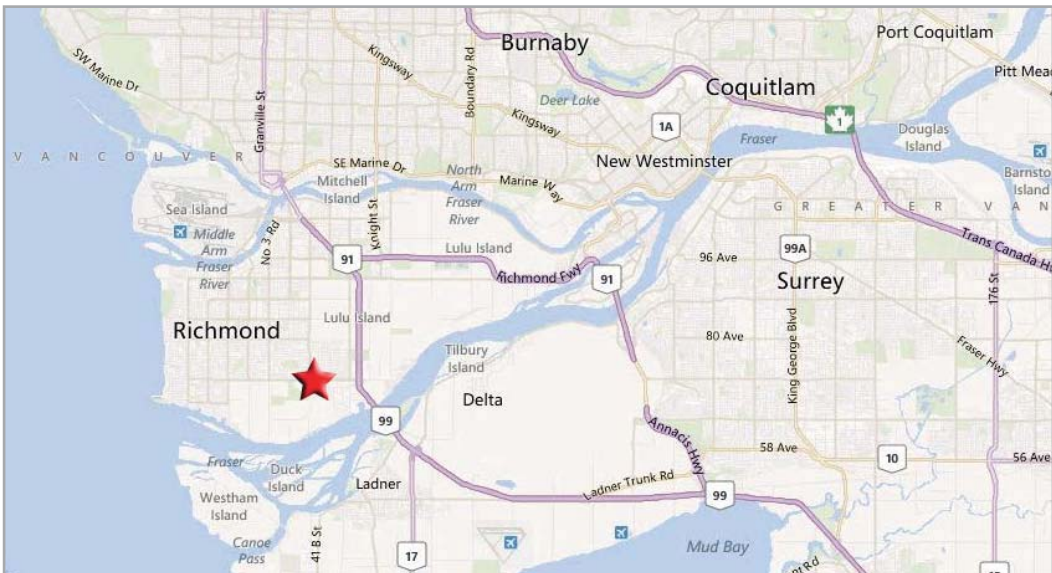 Burnaby
Port Coquitlam
Kingsway
SW Marine Dr
Boundary Rd
Coquitlam
Deer Lake
Granville St
Kingsway
1A
1
Fraser
Douglas
Island
VANCOUVER
SE Marine Dr
Mitchell
Island
North
Arm
Fraser
River
Marine Way
New Westminster
GREATER VAN
Sea Island
Middle
Arm
Fraser
River
No 3 Rd
Knight St
Lulu Island
91
Richmond Fwy
91
96 Ave
99A
Trans Canada
Surrey
176 St
Richmond
Lulu Island
Tilbury
Island
80 Ave
King George Blvd
Fraser Hwy
Delta
99
Annacis Hwy
58 Ave
10
56 Ave
Fraser
Duck
Island
Westham
Island
Ladner
Ladner Trunk Rd
99
Canoe
Pass
41 B St
17
Mud Bay
Rd